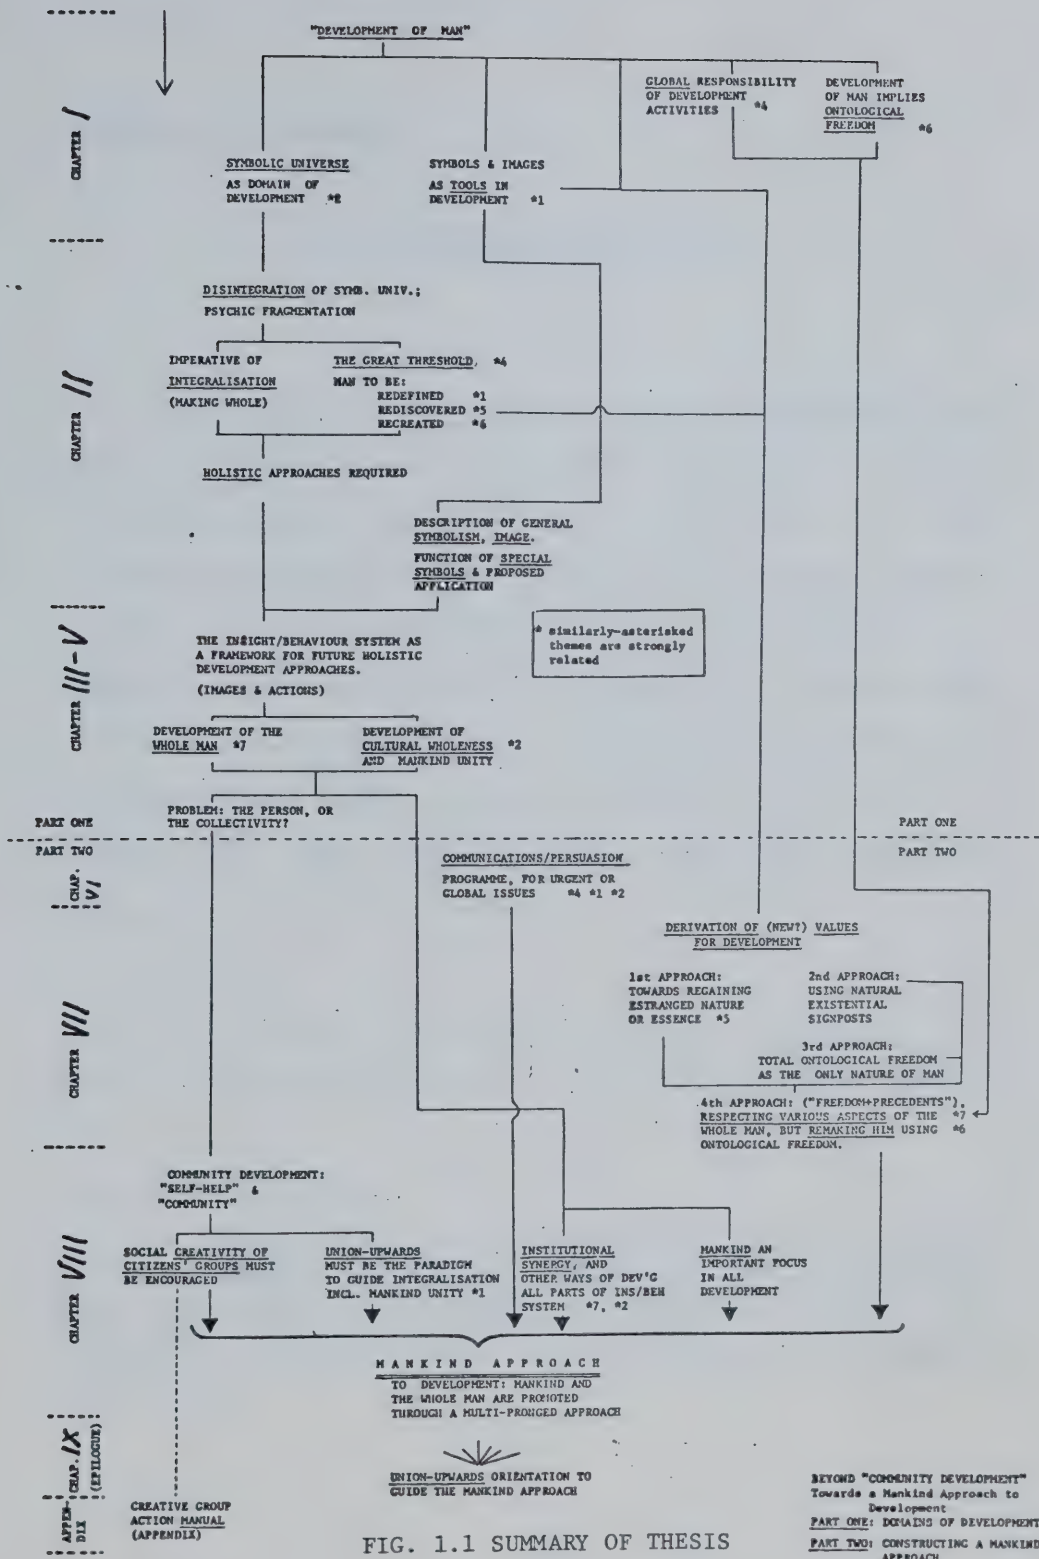 "DEVELOPMENT OF MAN"
CHAPTER I
GLOBAL RESPONSIBILITY
OF DEVELOPMENT
ACTIVITIES *4
DEVELOPMENT
OF MAN IMPLIES
ONTOLOGICAL
FREEDOM *6
SYMBOLIC UNIVERSE
AS DOMAIN OF
DEVELOPMENT *2
SYMBOLS & IMAGES
AS TOOLS IN
DEVELOPMENT *1
CHAPTER II
DISINTEGRATION OF SYMB. UNIV.;
PSYCHIC FRAGMENTATION
IMPERATIVE OF
INTEGRALISATION
(MAKING WHOLE)
THE GREAT THRESHOLD, *4
MAN TO BE:
REDEFINED *1
REDISCOVERED *5
RECREATED *6
HOLISTIC APPROACHES REQUIRED
DESCRIPTION OF GENERAL
SYMBOLISM, IMAGE.
FUNCTION OF SPECIAL
SYMBOLS & PROPOSED
APPLICATION
CHAPTER III-V
THE INSIGHT/BEHAVIOUR SYSTEM AS
A FRAMEWORK FOR FUTURE HOLISTIC
DEVELOPMENT APPROACHES.
(IMAGES & ACTIONS)
* similarly-asterisked
themes are strongly
related
DEVELOPMENT OF THE
WHOLE MAN *7
DEVELOPMENT OF
CULTURAL WHOLENESS *2
AND MANKIND UNITY
PROBLEM: THE PERSON, OR
THE COLLECTIVITY?
PART ONE
PART ONE
PART TWO
PART TWO
CHAP. VI
COMMUNICATIONS/PERSUASION
PROGRAMME, FOR URGENT OR
GLOBAL ISSUES *4 *1 *2
CHAPTER VII
DERIVATION OF (NEW?) VALUES
FOR DEVELOPMENT
1st APPROACH:
TOWARDS REGAINING
ESTRANGED NATURE
OR ESSENCE *5
2nd APPROACH:
USING NATURAL
EXISTENTIAL
SIGNPOSTS
3rd APPROACH:
TOTAL ONTOLOGICAL FREEDOM
AS THE ONLY NATURE OF MAN
4th APPROACH: ("FREEDOM+PRECEDENTS"),
RESPECTING VARIOUS ASPECTS OF THE *7
WHOLE MAN, BUT REMAKING HIM USING *6
ONTOLOGICAL FREEDOM.
CHAPTER VIII
COMMUNITY DEVELOPMENT:
"SELF-HELP" &
"COMMUNITY"
SOCIAL CREATIVITY OF
CITIZENS' GROUPS MUST
BE ENCOURAGED
UNION-UPWARDS
MUST BE THE PARADIGM
TO GUIDE INTEGRALISATION
INCL. MANKIND UNITY *1
INSTITUTIONAL
SYNERGY, AND
OTHER WAYS OF DEV'G
ALL PARTS OF INS/BEH
SYSTEM *7, *2
MANKIND AN
IMPORTANT FOCUS
IN ALL
DEVELOPMENT
MANKIND APPROACH
TO DEVELOPMENT: MANKIND AND
THE WHOLE MAN ARE PROMOTED
THROUGH A MULTI-PRONGED APPROACH
CHAP. IX
(EPILOGUE)
UNION-UPWARDS ORIENTATION TO
GUIDE THE MANKIND APPROACH
APPEN-
DIX
CREATIVE GROUP
ACTION MANUAL
(APPENDIX)
BEYOND "COMMUNITY DEVELOPMENT"
Towards a Mankind Approach to
Development
PART ONE: DOMAINS OF DEVELOPMENT
PART TWO: CONSTRUCTING A MANKIND
APPROACH
FIG. 1.1 SUMMARY OF THESIS